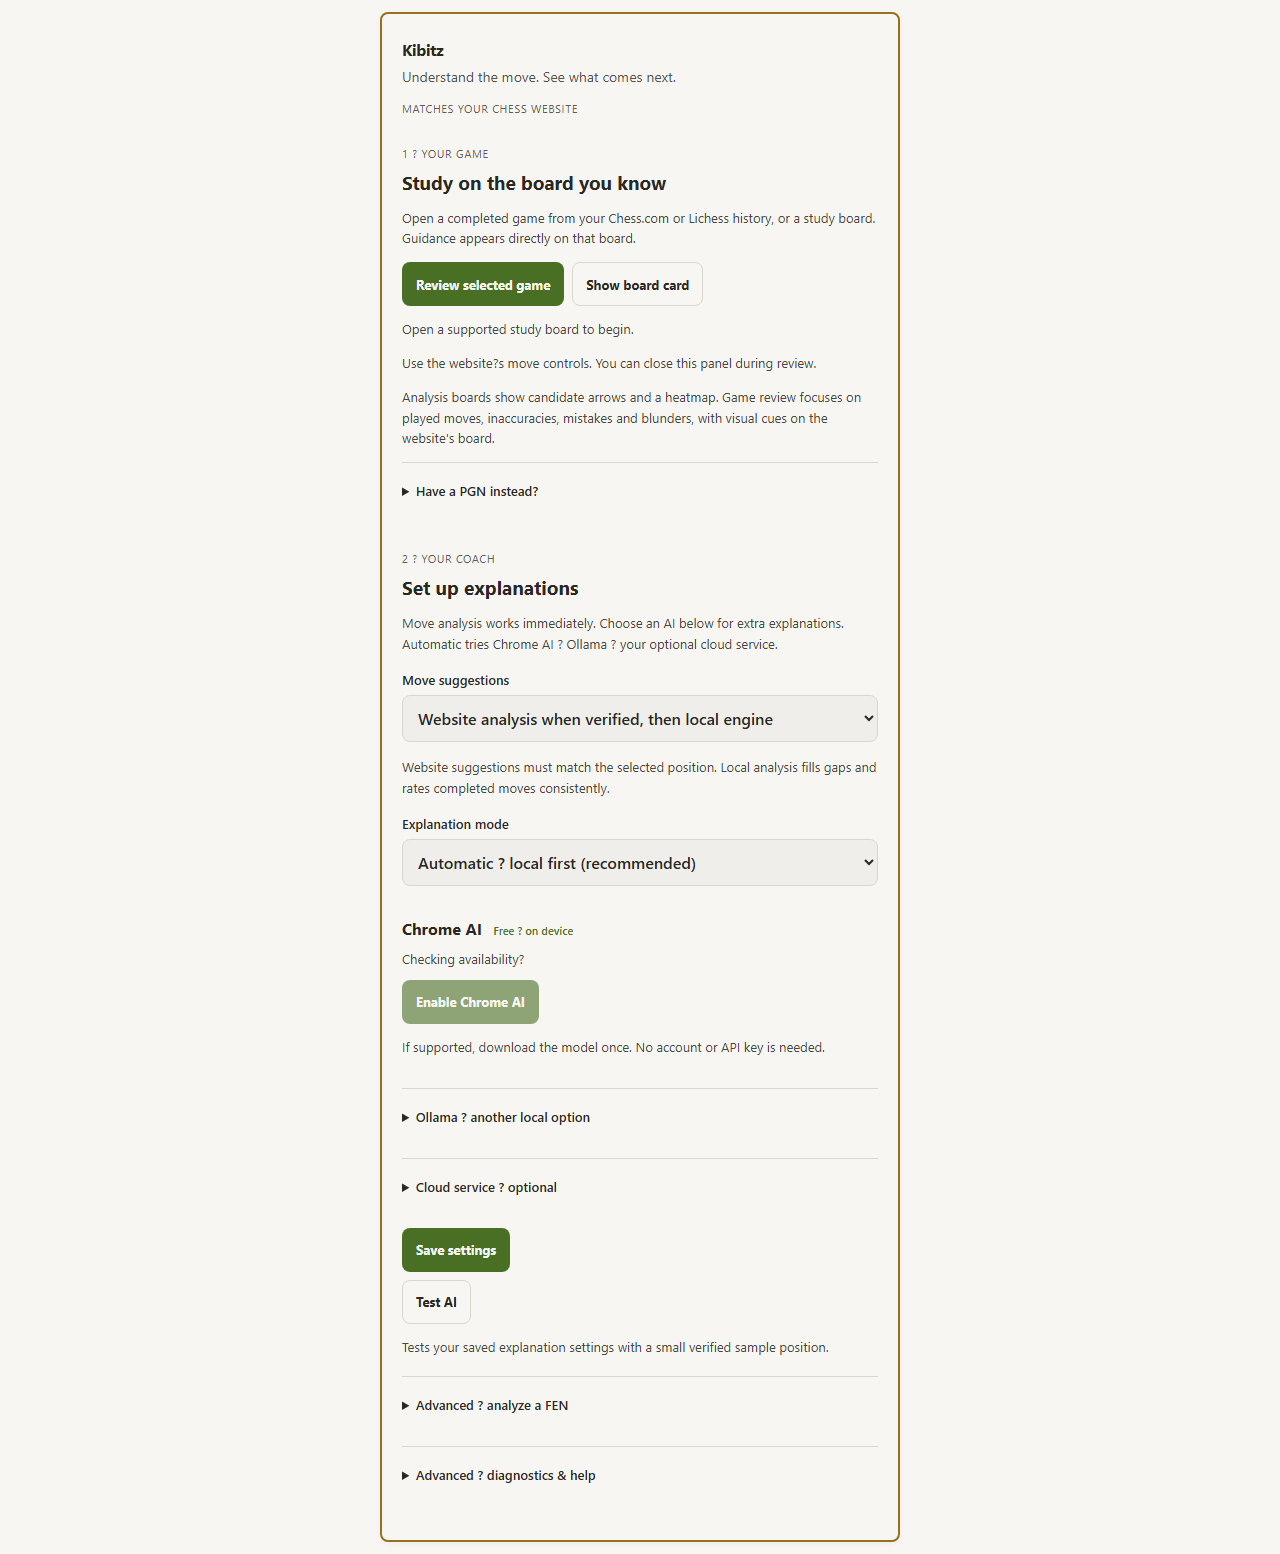 Kibitz
Understand the move. See what comes next.
MATCHES YOUR CHESS WEBSITE
1 ? YOUR GAME
Study on the board you know
Open a completed game from your Chess.com or Lichess history, or a study board.
Guidance appears directly on that board.
Review selected game
Show board card
Open a supported study board to begin.
Use the website?s move controls. You can close this panel during review.
Analysis boards show candidate arrows and a heatmap. Game review focuses on
played moves, inaccuracies, mistakes and blunders, with visual cues on the
website's board.
Have a PGN instead?
2 ? YOUR COACH
Set up explanations
Move analysis works immediately. Choose an AI below for extra explanations.
Automatic tries Chrome AI ? Ollama ? your optional cloud service.
Move suggestions
Website analysis when verified, then local engine
Website suggestions must match the selected position. Local analysis fills gaps and
rates completed moves consistently.
Explanation mode
Automatic ? local first (recommended)
Chrome AI Free ? on device
Checking availability?
Enable Chrome AI
If supported, download the model once. No account or API key is needed.
Ollama ? another local option
Cloud service ? optional
Save settings
Test AI
Tests your saved explanation settings with a small verified sample position.
Advanced ? analyze a FEN
Advanced ? diagnostics & help